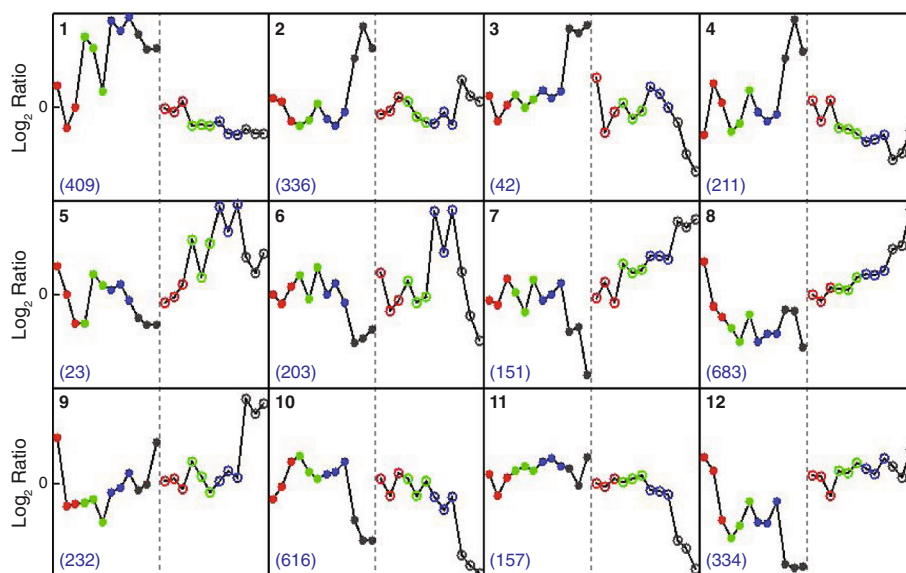 1 2 3 4
Log2 Ratio 0
(409) (336) (42) (211)
5 6 7 8
Log2 Ratio 0
(23) (203) (151) (683)
9 10 11 12
Log2 Ratio 0
(232) (616) (157) (334)